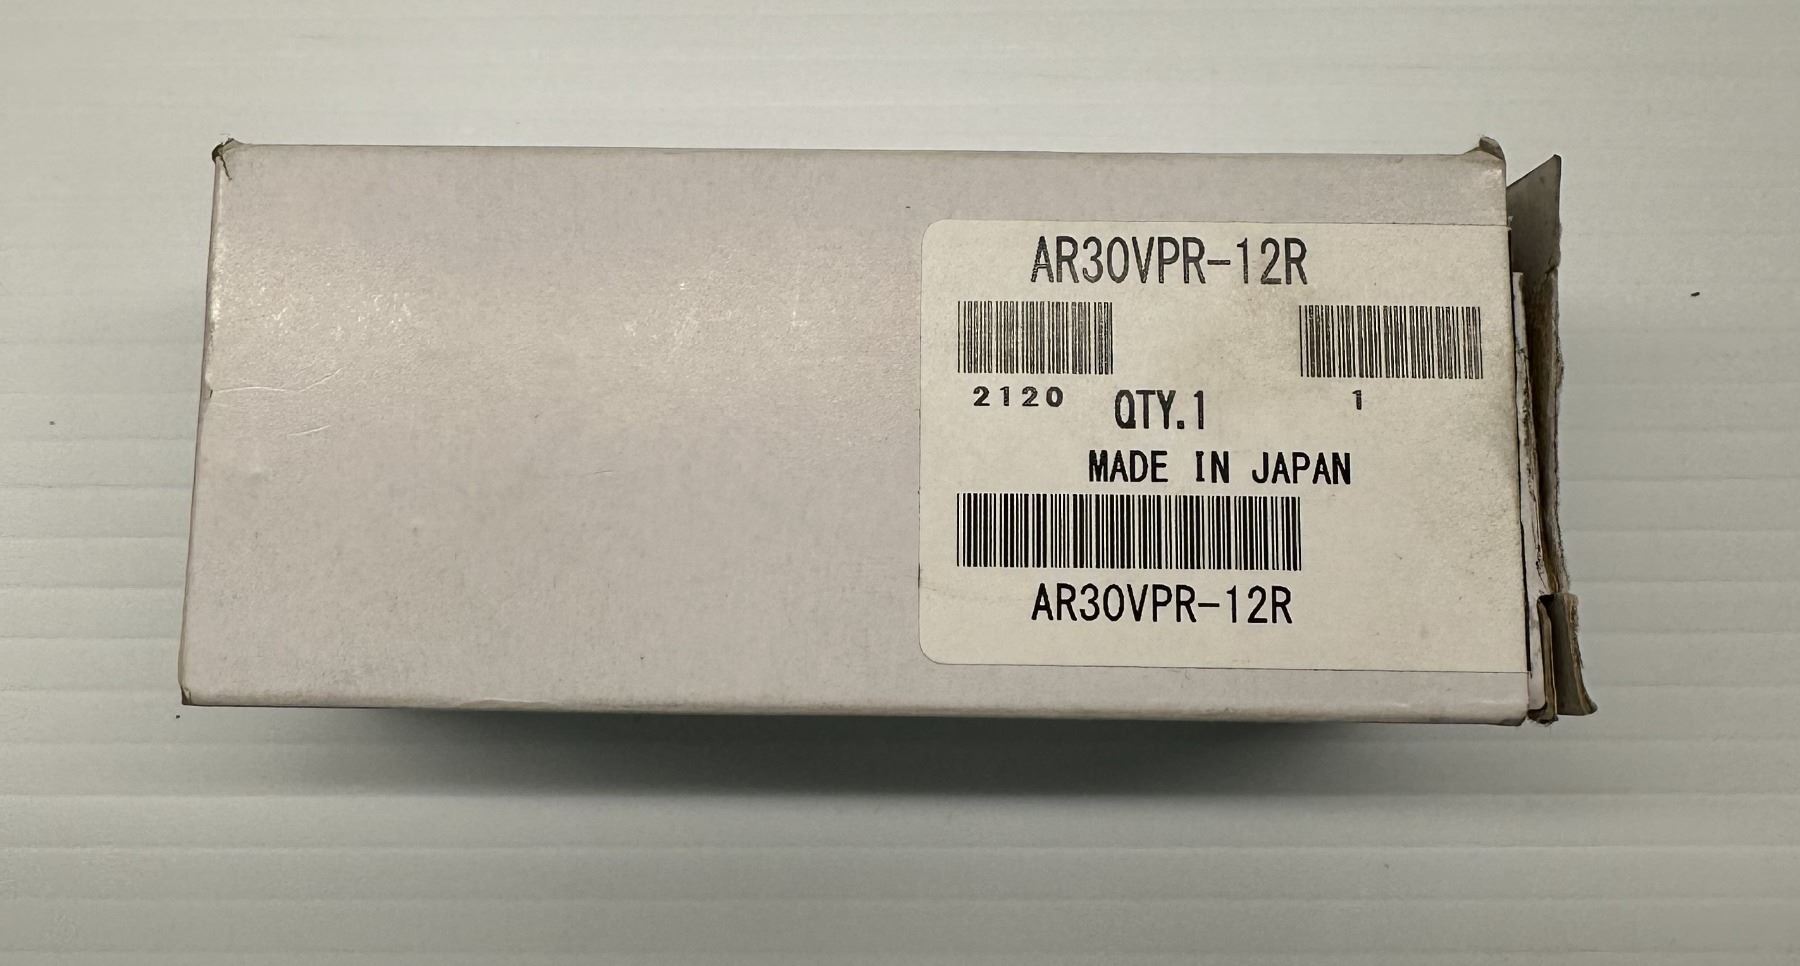 AR30VPR-12R
2120
QTY.1
1
MADE IN JAPAN
AR30VPR-12R